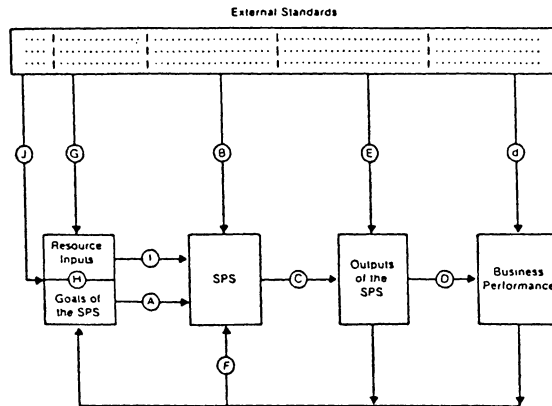 External Standards
J
G
B
E
d
Resource
Inputs
I
H
Goals of
the SPS
A
SPS
C
Outputs
of the
SPS
D
Business
Performance
F